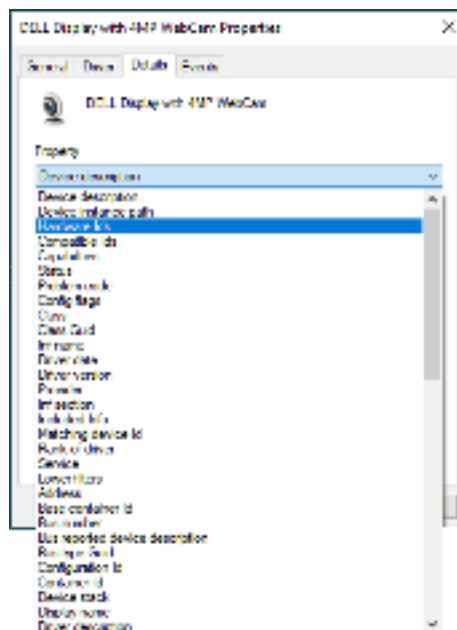 DELL Display with 4MP WebCam Properties
General Driver Details Events
DELL Display with 4MP WebCam
Property
Device description
Device description
Device instance path
Hardware Ids
Compatible Ids
Capabilities
Status
Problem code
Config flags
Class
Class Guid
Inf name
Driver date
Driver version
Provider
Inf section
Included Infs
Matching device Id
Rank of driver
Service
Lower filters
Address
Base container Id
Bus number
Bus reported device description
Bus type Guid
Configuration Id
Container Id
Device stack
Display name
Driver description